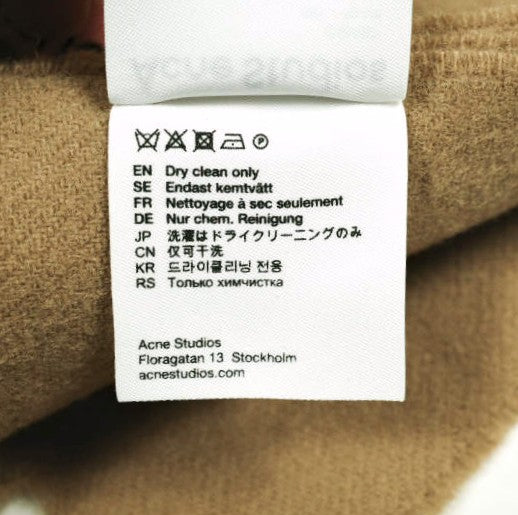 Acne Studios
EN Dry clean only
SE Endast kemtvätt
FR Nettoyage à sec seulement
DE Nur chem. Reinigung
JP 洗濯はドライクリーニングのみ
CN 仅可干洗
KR 드라이클리닝 전용
RS Только химчистка
Acne Studios
Floragatan 13 Stockholm
acnestudios.com